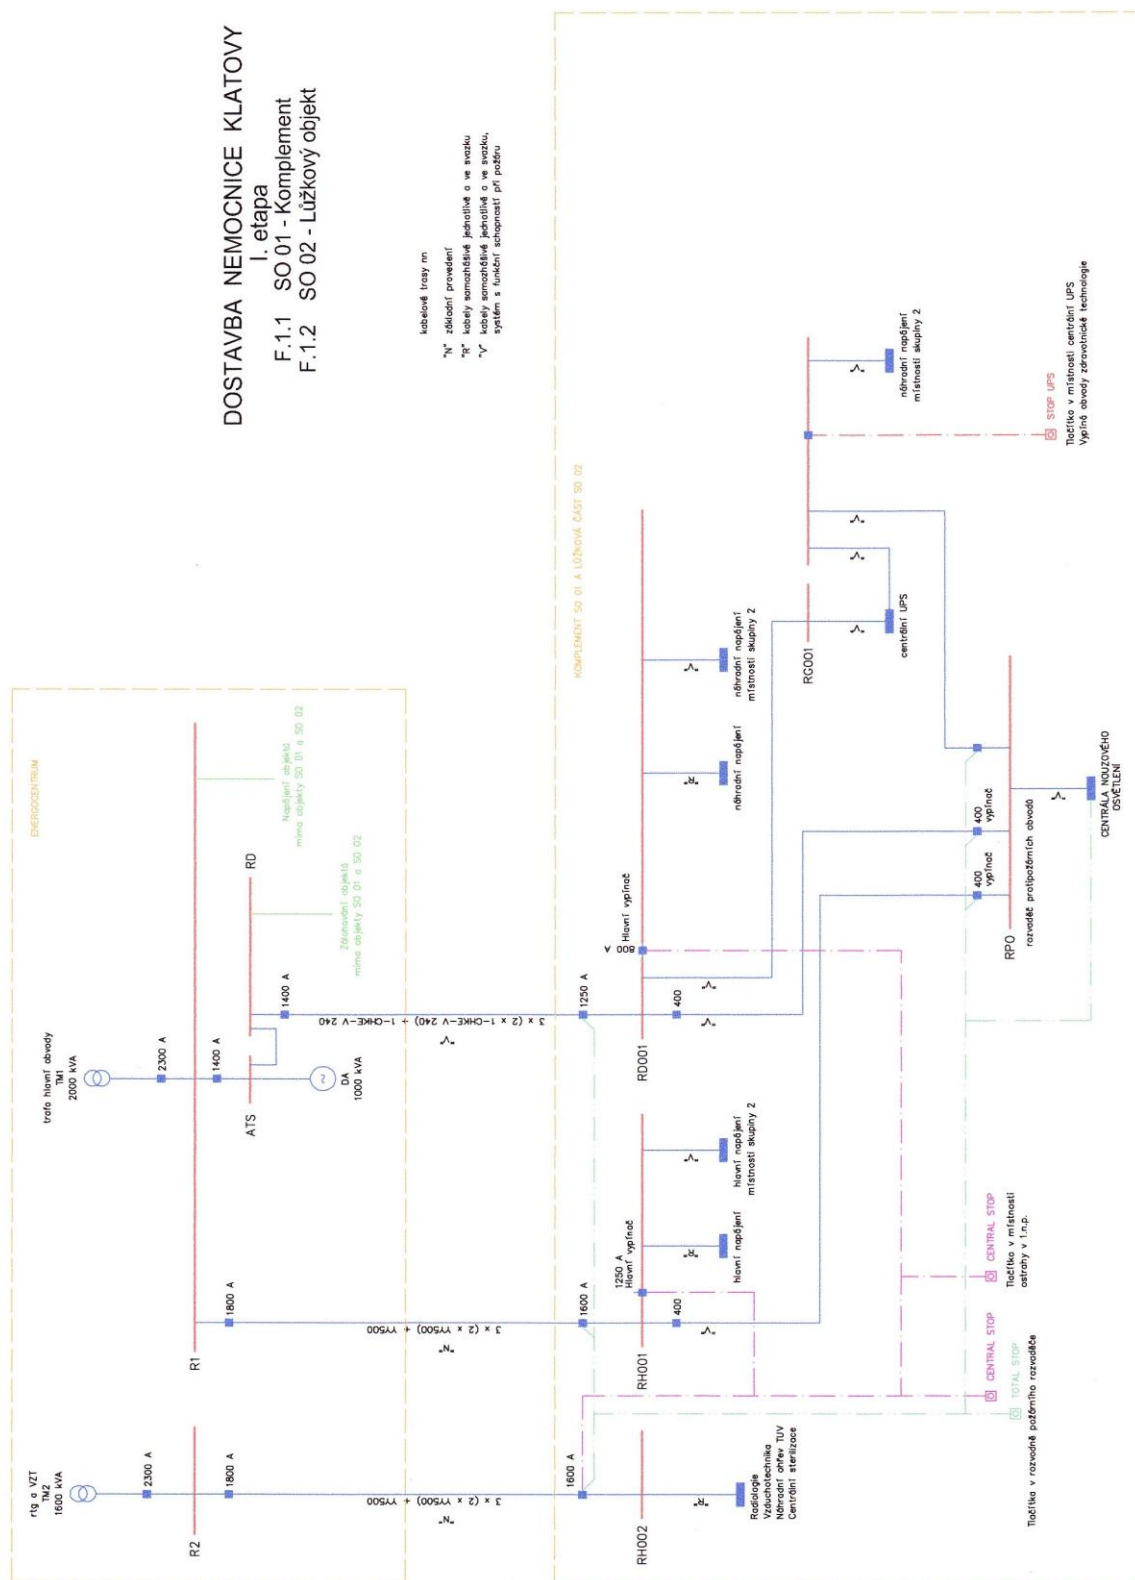 DOSTAVBA NEMOCNICE KLATOVY
I. etapa
F.1.1 SO 01 - Komplement
F.1.2 SO 02 - Lůžkový objekt
kabelové trasy nn
"N" základní provedení
"R" kabely samozhášivé jednotlivě a ve svazku
"V" kabely samozhášivé jednotlivě a ve svazku,
systém s funkční schopností při požáru
ENERGOCENTRUM
rtg a VZT
TM2
1600 kVA
2300 A
R2
1800 A
3 x (2 x YY500) + YY500
"N"
trafo hlavní obvody
TM1
2000 kVA
2300 A
1400 A
ATS
DA
1000 kVA
R1
1800 A
3 x (2 x YY500) + YY500
"N"
RD
1400 A
3 x (2 x 1-CHKE-V 240) + 1-CHKE-V 240
"V"
Zálohování objektů
mimo objekty SO 01 a SO 02
Napájení objektů
mimo objekty SO 01 a SO 02
KOMPLEMENT SO 01 A LŮŽKOVÁ ČÁST SO 02
1600 A
RH002
"R"
Radiologie
Vzduchotechnika
Náhradní ohřev TUV
Centrální sterilizace
1600 A
RH001
1250 A
Hlavní vypínač
400
"V"
"R"
hlavní napájení
"V"
hlavní napájení
místnosti skupiny 2
1250 A
RD001
800 A
Hlavní vypínač
400
"V"
"V"
"R"
náhradní napájení
"V"
náhradní napájení
místnosti skupiny 2
RG001
"V"
centrální UPS
"V"
"V"
"V"
náhradní napájení
místnosti skupiny 2
STOP UPS
Tlačítko v místnosti centrální UPS
Vypíná obvody zdravotnické technologie
400
vypínač
400
vypínač
RPO
rozvaděč protipožárních obvodů
"V"
CENTRÁLA NOUZOVÉHO
OSVĚTLENÍ
CENTRAL STOP
Tlačítko v místnosti
ostrahy v 1.n.p.
CENTRAL STOP
TOTAL STOP
Tlačítka v rozvodně požárního rozvaděče